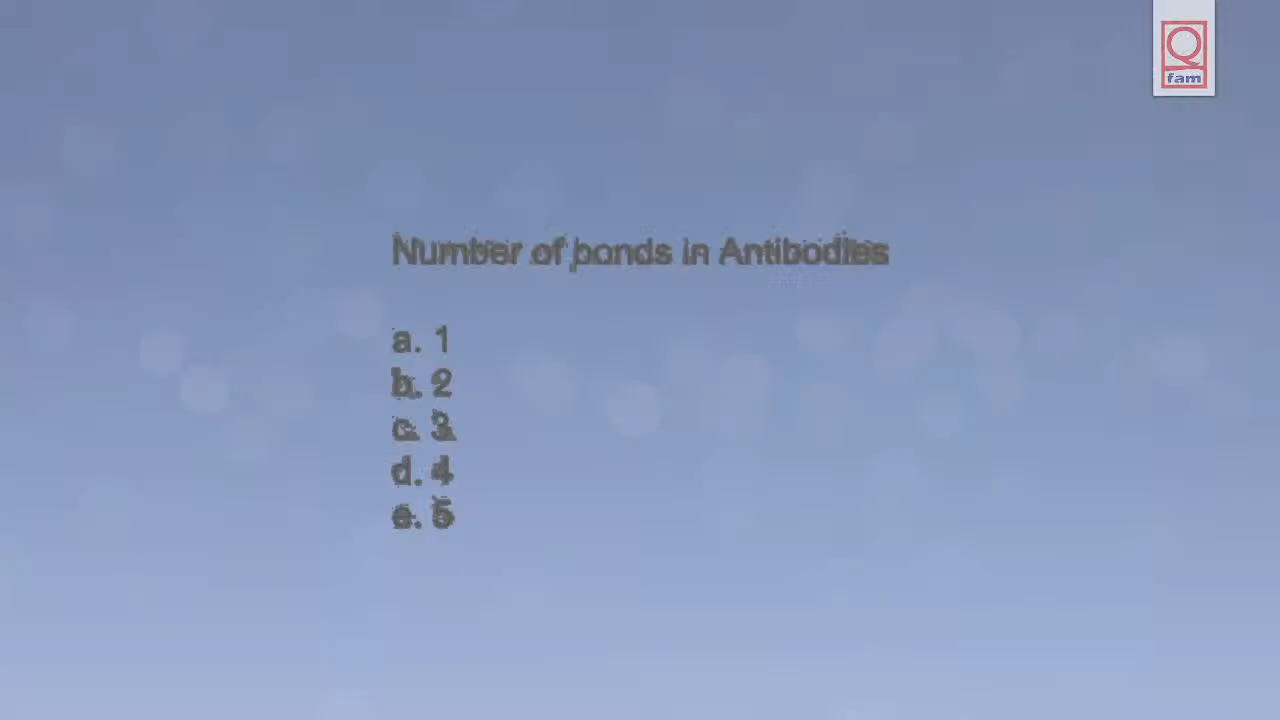 Q
fam
Number of bonds in Antibodies
a. 1
b. 2
c. 3
d. 4
e. 5